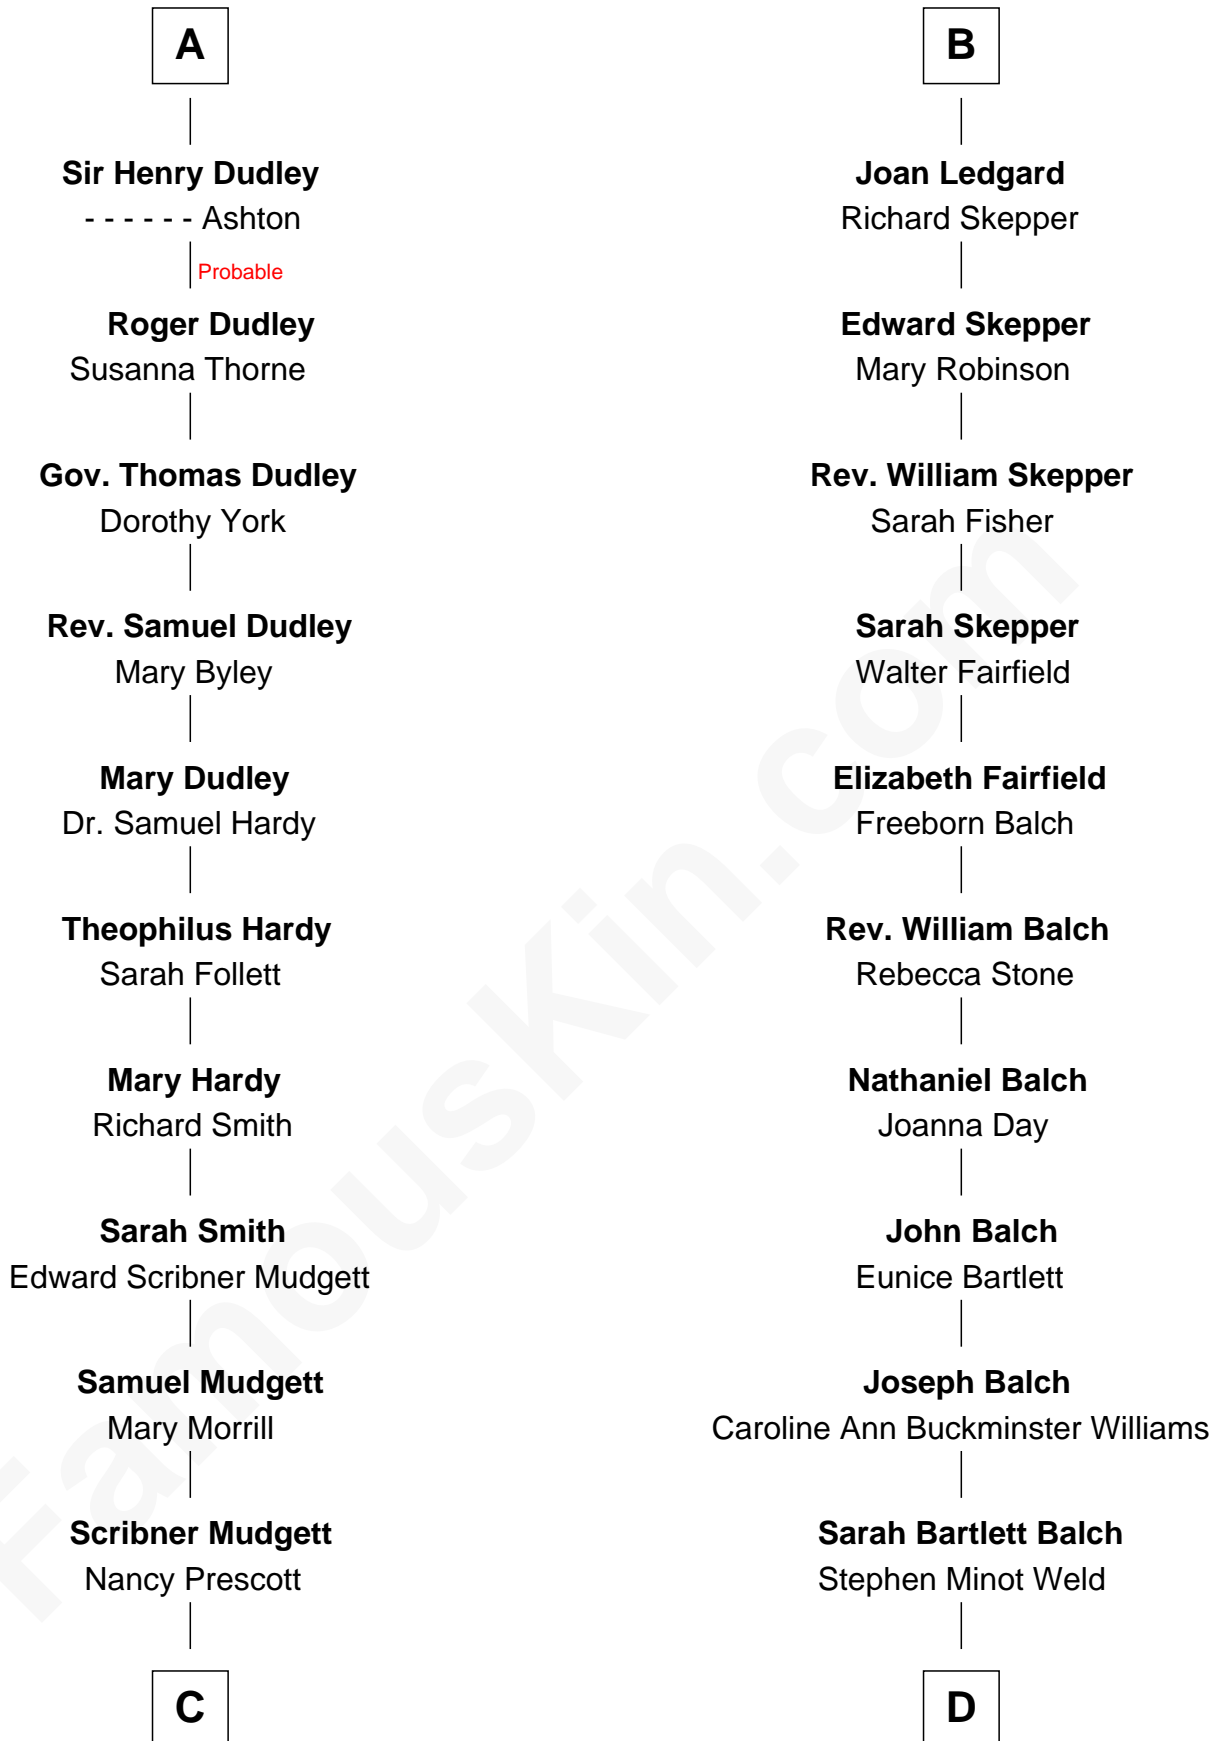 A
Sir Henry Dudley
- - - - - - Ashton
Probable
Roger Dudley
Susanna Thorne
Gov. Thomas Dudley
Dorothy York
Rev. Samuel Dudley
Mary Byley
Mary Dudley
Dr. Samuel Hardy
Theophilus Hardy
Sarah Follett
Mary Hardy
Richard Smith
Sarah Smith
Edward Scribner Mudgett
Samuel Mudgett
Mary Morrill
Scribner Mudgett
Nancy Prescott
C
B
Joan Ledgard
Richard Skepper
Edward Skepper
Mary Robinson
Rev. William Skepper
Sarah Fisher
Sarah Skepper
Walter Fairfield
Elizabeth Fairfield
Freeborn Balch
Rev. William Balch
Rebecca Stone
Nathaniel Balch
Joanna Day
John Balch
Eunice Bartlett
Joseph Balch
Caroline Ann Buckminster Williams
Sarah Bartlett Balch
Stephen Minot Weld
D
FamousKin.com